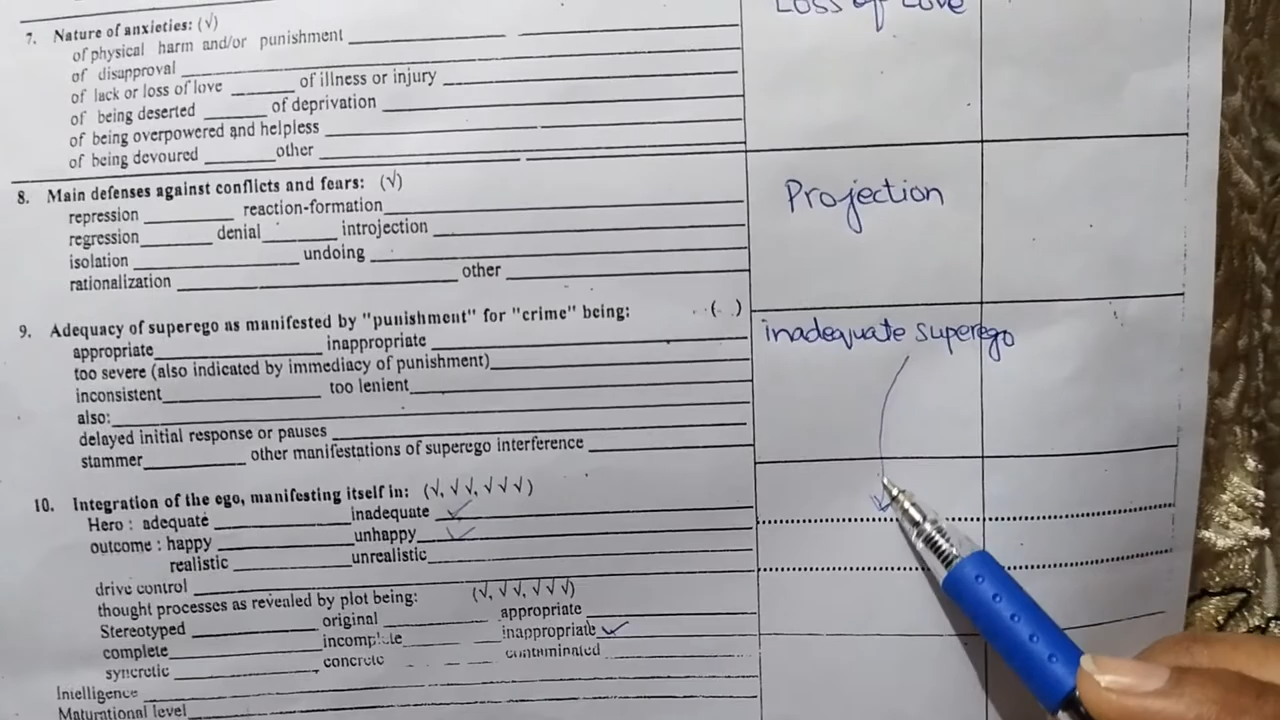 Loss of Love
7. Nature of anxieties: (√)
of physical harm and/or punishment
of disapproval
of lack or loss of love of illness or injury
of being deserted of deprivation
of being overpowered and helpless
of being devoured other
8. Main defenses against conflicts and fears: (√)
repression reaction-formation
regression denial introjection
isolation undoing
rationalization other
Projection
9. Adequacy of superego as manifested by "punishment" for "crime" being: ( )
appropriate inappropriate
too severe (also indicated by immediacy of punishment)
inconsistent too lenient
also:
delayed initial response or pauses
stammer other manifestations of superego interference
inadequate superego
10. Integration of the ego, manifesting itself in: (√, √ √, √ √ √)
Hero : adequate inadequate ✓
outcome : happy unhappy ✓
realistic unrealistic
drive control
thought processes as revealed by plot being: (√, √ √, √ √ √)
Stereotyped original appropriate
complete incomplete inappropriate ✓
syncretic concrete contaminated
Intelligence
Maturational level